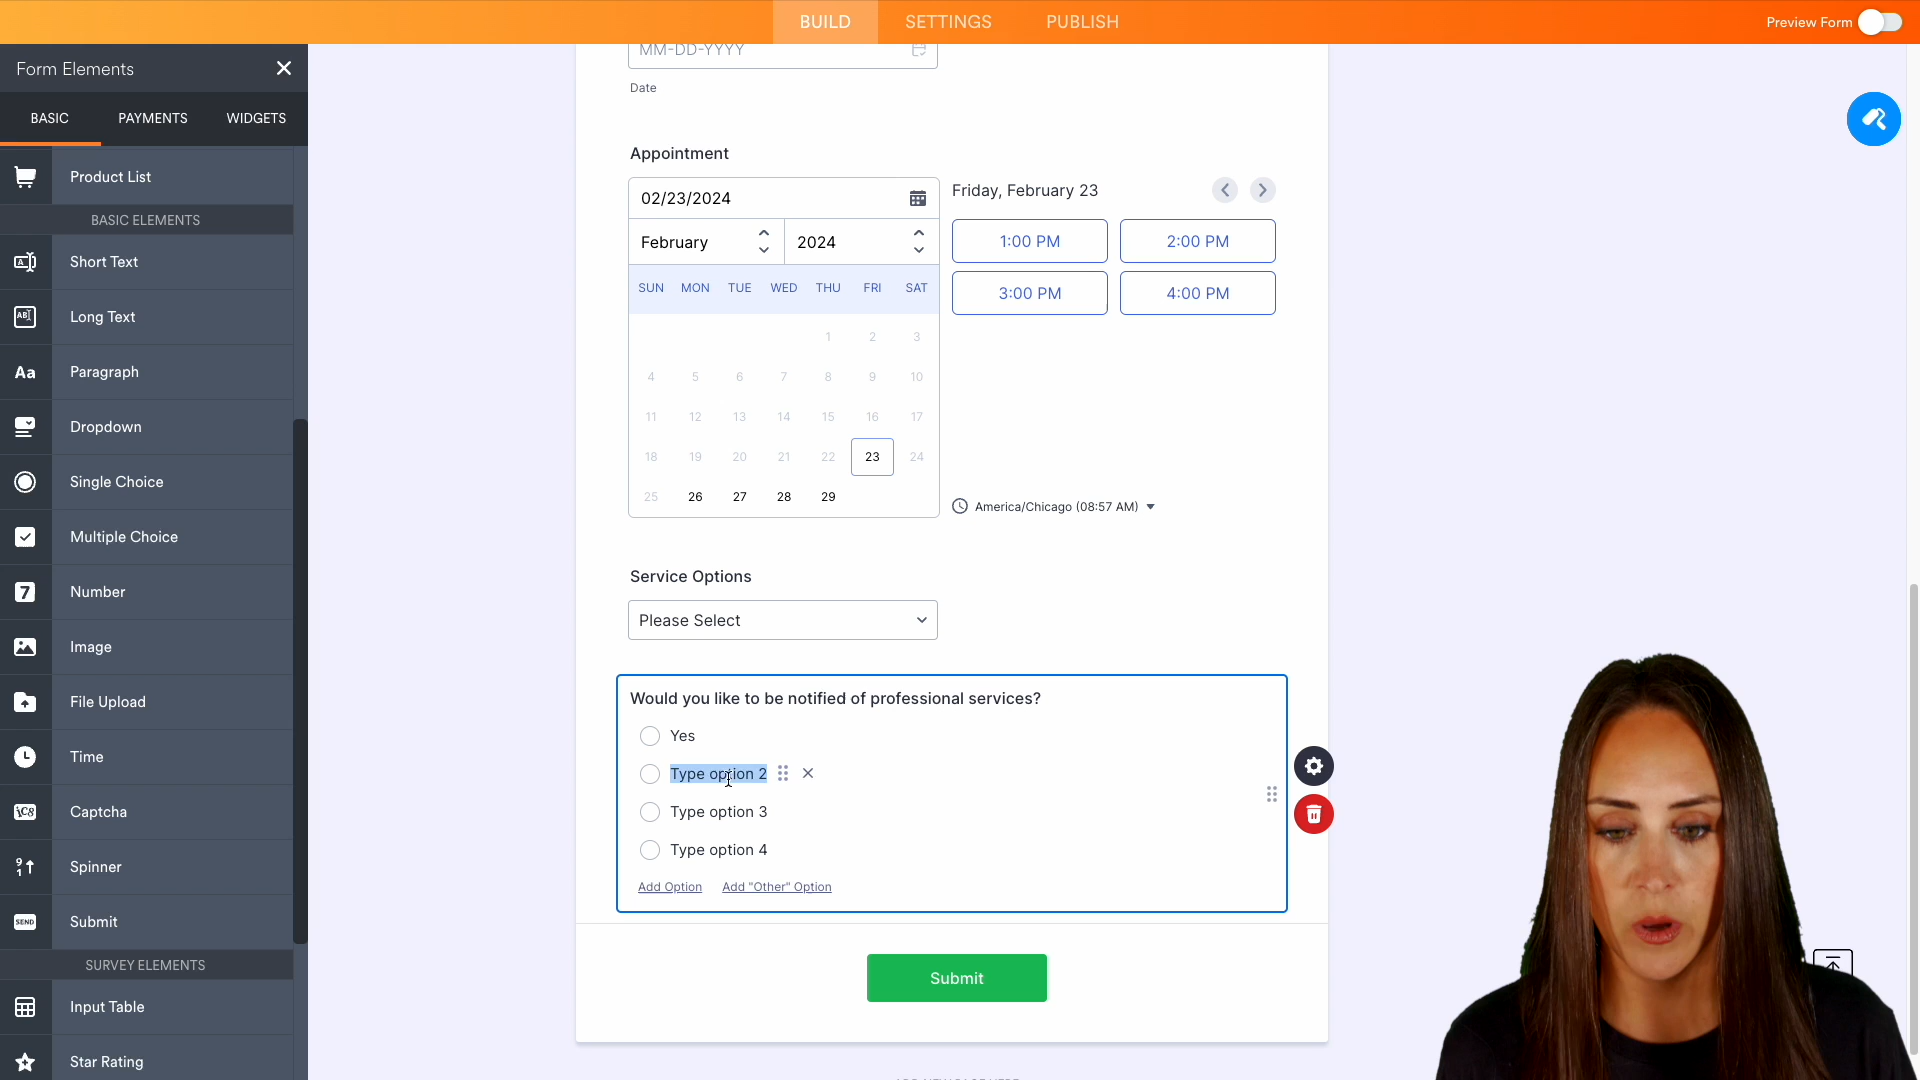 BUILD
SETTINGS
PUBLISH
Preview Form
Form Elements
BASIC
PAYMENTS
WIDGETS
Product List
BASIC ELEMENTS
Short Text
Long Text
Paragraph
Dropdown
Single Choice
Multiple Choice
Number
Image
File Upload
Time
Captcha
Spinner
Submit
SURVEY ELEMENTS
Input Table
Star Rating
MM-DD-YYYY
Date
Appointment
02/23/2024
February 2024
SUN MON TUE WED THU FRI SAT
1 2 3
4 5 6 7 8 9 10
11 12 13 14 15 16 17
18 19 20 21 22 23 24
25 26 27 28 29
Friday, February 23
1:00 PM 2:00 PM
3:00 PM 4:00 PM
America/Chicago (08:57 AM)
Service Options
Please Select
Would you like to be notified of professional services?
Yes
Type option 2
Type option 3
Type option 4
Add Option Add "Other" Option
Submit